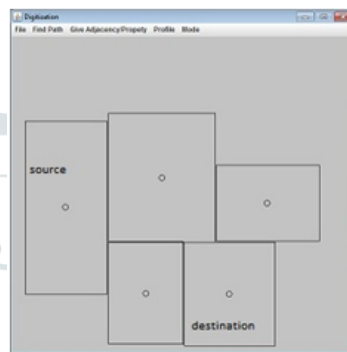 Digitization
File Find Path Give Adjacency/Propety Profile Mode
source
destination